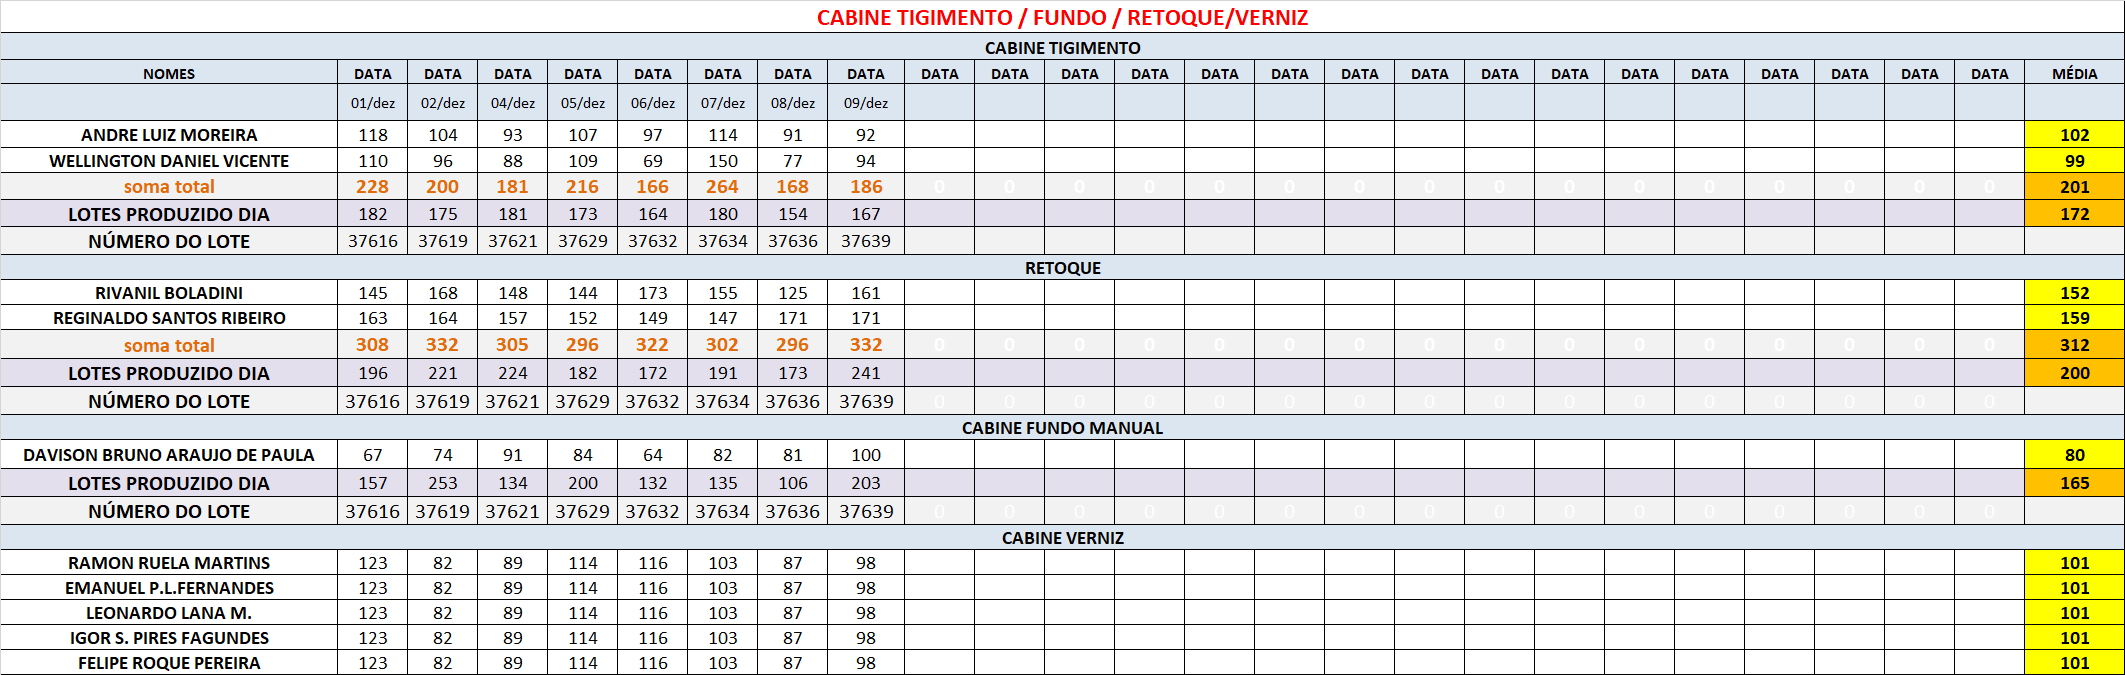 CABINE TIGIMENTO / FUNDO / RETOQUE/VERNIZ
CABINE TIGIMENTO
NOMES DATA DATA DATA DATA DATA DATA DATA DATA DATA DATA DATA DATA DATA DATA DATA DATA DATA DATA DATA DATA DATA DATA DATA DATA MÉDIA
01/dez 02/dez 04/dez 05/dez 06/dez 07/dez 08/dez 09/dez
ANDRE LUIZ MOREIRA 118 104 93 107 97 114 91 92 102
WELLINGTON DANIEL VICENTE 110 96 88 109 69 150 77 94 99
soma total 228 200 181 216 166 264 168 186 0 0 0 0 0 0 0 0 0 0 0 0 0 0 0 0 201
LOTES PRODUZIDO DIA 182 175 181 173 164 180 154 167 172
NÚMERO DO LOTE 37616 37619 37621 37629 37632 37634 37636 37639
RETOQUE
RIVANIL BOLADINI 145 168 148 144 173 155 125 161 152
REGINALDO SANTOS RIBEIRO 163 164 157 152 149 147 171 171 159
soma total 308 332 305 296 322 302 296 332 0 0 0 0 0 0 0 0 0 0 0 0 0 0 0 0 312
LOTES PRODUZIDO DIA 196 221 224 182 172 191 173 241 200
NÚMERO DO LOTE 37616 37619 37621 37629 37632 37634 37636 37639 0 0 0 0 0 0 0 0 0 0 0 0 0 0 0 0
CABINE FUNDO MANUAL
DAVISON BRUNO ARAUJO DE PAULA 67 74 91 84 64 82 81 100 80
LOTES PRODUZIDO DIA 157 253 134 200 132 135 106 203 165
NÚMERO DO LOTE 37616 37619 37621 37629 37632 37634 37636 37639 0 0 0 0 0 0 0 0 0 0 0 0 0 0 0 0
CABINE VERNIZ
RAMON RUELA MARTINS 123 82 89 114 116 103 87 98 101
EMANUEL P.L.FERNANDES 123 82 89 114 116 103 87 98 101
LEONARDO LANA M. 123 82 89 114 116 103 87 98 101
IGOR S. PIRES FAGUNDES 123 82 89 114 116 103 87 98 101
FELIPE ROQUE PEREIRA 123 82 89 114 116 103 87 98 101